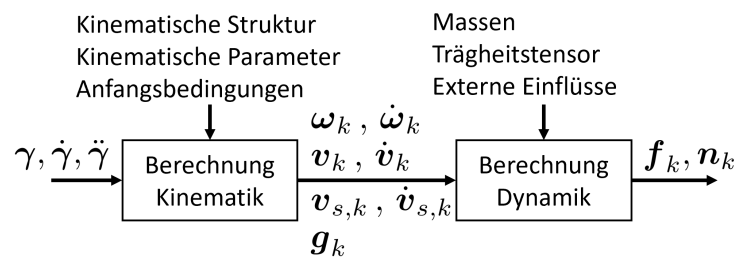 Kinematische Struktur
Kinematische Parameter
Anfangsbedingungen
Massen
Trägheitstensor
Externe Einflüsse
γ, γ̇, γ̈
Berechnung
Kinematik
ω_k , ω̇_k
v_k , v̇_k
v_{s,k} , v̇_{s,k}
g_k
Berechnung
Dynamik
f_k, n_k